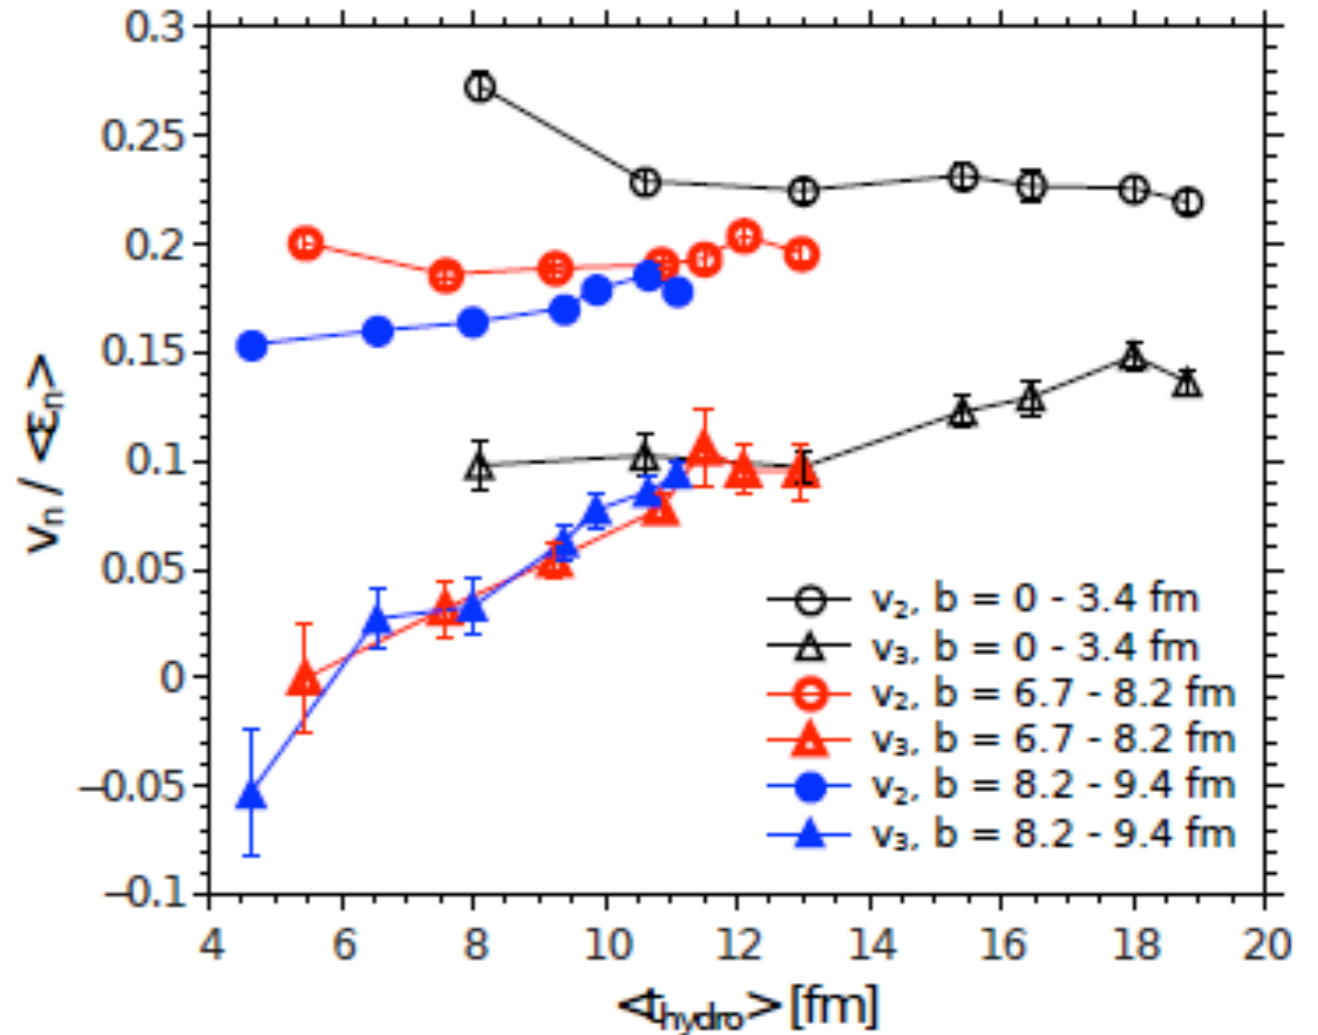 0.3
0.25
0.2
0.15
0.1
0.05
0
−0.05
−0.1
vₙ / <εₙ>
v₂, b = 0 - 3.4 fm
v₃, b = 0 - 3.4 fm
v₂, b = 6.7 - 8.2 fm
v₃, b = 6.7 - 8.2 fm
v₂, b = 8.2 - 9.4 fm
v₃, b = 8.2 - 9.4 fm
4 6 8 10 12 14 16 18 20
<t_hydro> [fm]